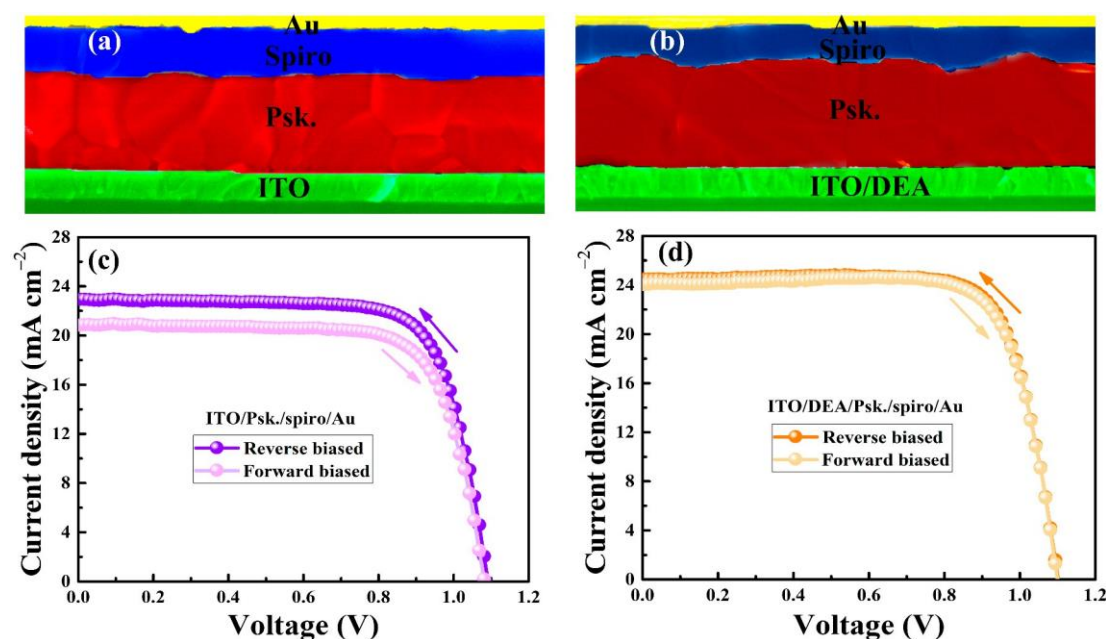 Au
(a)
Spiro
Psk.
ITO
Au
(b)
Spiro
Psk.
ITO/DEA
28
24
20
16
12
8
4
0
Current density (mA cm⁻²)
(c)
ITO/Psk./spiro/Au
Reverse biased
Forward biased
0.0 0.2 0.4 0.6 0.8 1.0 1.2
Voltage (V)
28
24
20
16
12
8
4
0
Current density (mA cm⁻²)
(d)
ITO/DEA/Psk./spiro/Au
Reverse biased
Forward biased
0.0 0.2 0.4 0.6 0.8 1.0 1.2
Voltage (V)